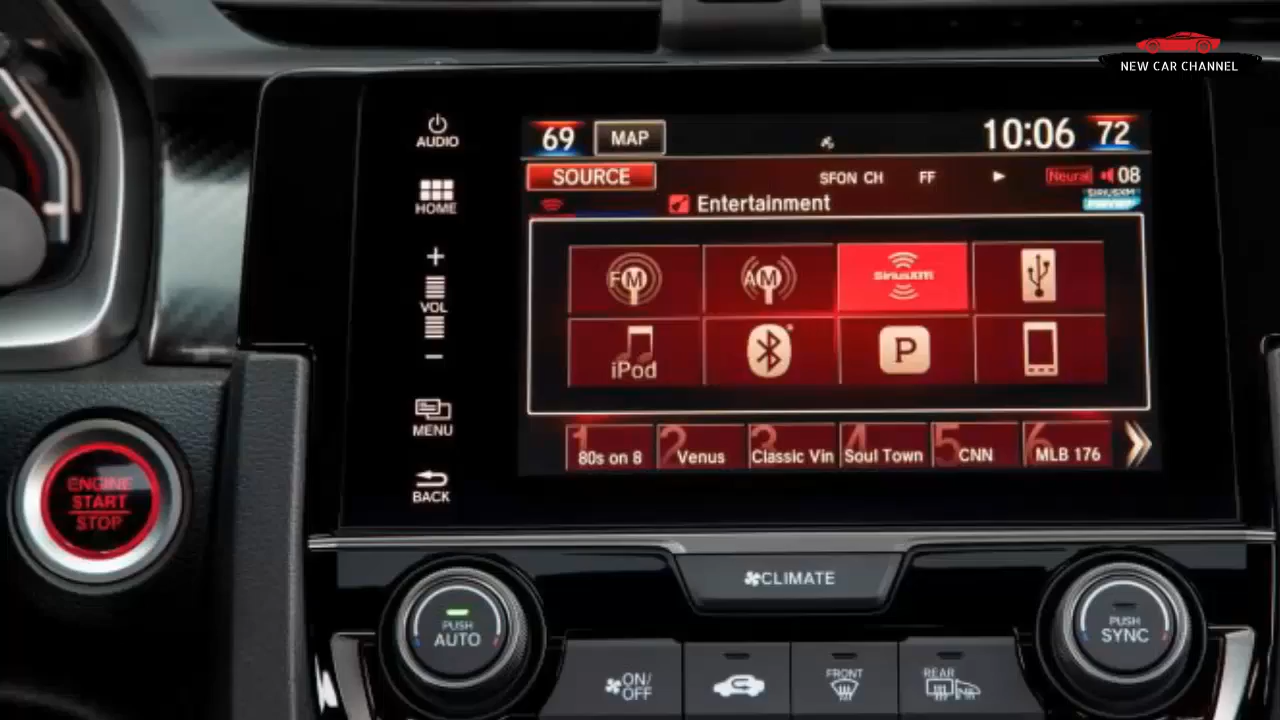 NEW CAR CHANNEL
AUDIO
HOME
+
VOL
−
MENU
BACK
69 MAP 10:06 72
SOURCE SFON CH FF Neural 08
Entertainment SIRIUSXM
FM AM SiriusXM
iPod P
1 80s on 8
2 Venus
3 Classic Vin
4 Soul Town
5 CNN
6 MLB 176
ENGINE
START
STOP
CLIMATE
PUSH
AUTO
PUSH
SYNC
ON/
OFF
FRONT
REAR